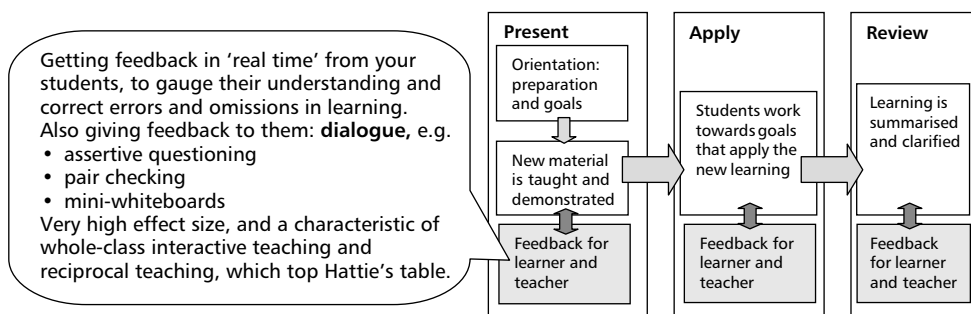 Getting feedback in ‘real time’ from your
students, to gauge their understanding and
correct errors and omissions in learning.
Also giving feedback to them: dialogue, e.g.
• assertive questioning
• pair checking
• mini-whiteboards
Very high effect size, and a characteristic of
whole-class interactive teaching and
reciprocal teaching, which top Hattie’s table.
Present
Orientation:
preparation
and goals
New material
is taught and
demonstrated
Feedback for
learner and
teacher
Apply
Students work
towards goals
that apply the
new learning
Feedback for
learner and
teacher
Review
Learning is
summarised
and clarified
Feedback
for learner
and teacher